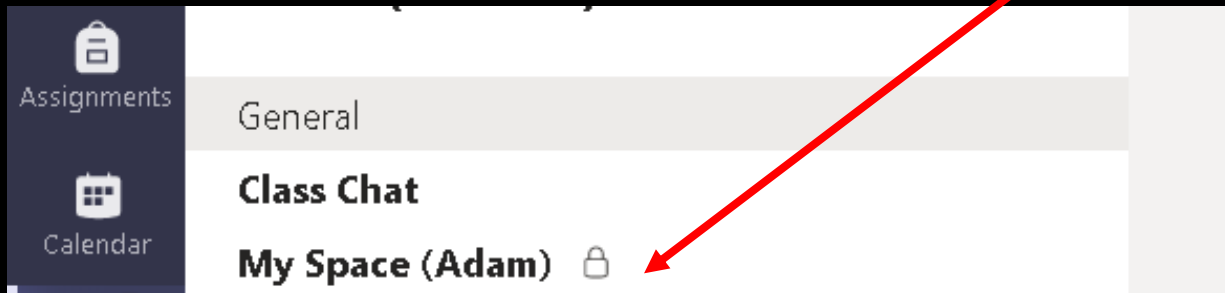 Assignments
General
Class Chat
Calendar
My Space (Adam)